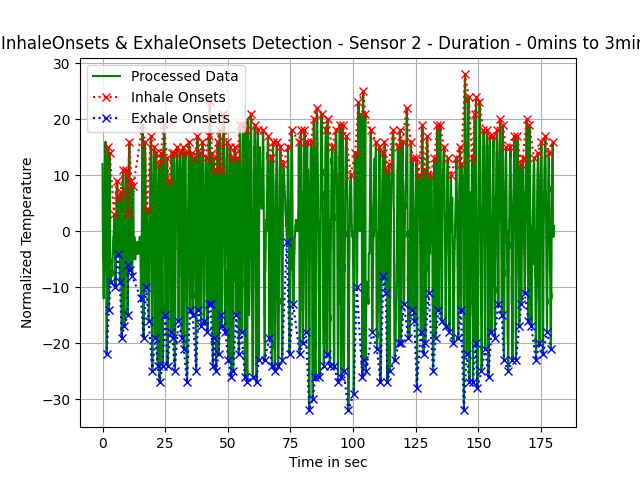 InhaleOnsets & ExhaleOnsets Detection - Sensor 2 - Duration - 0mins to 3min
Processed Data
Inhale Onsets
Exhale Onsets
Normalized Temperature
30
20
10
0
−10
−20
−30
0 25 50 75 100 125 150 175
Time in sec